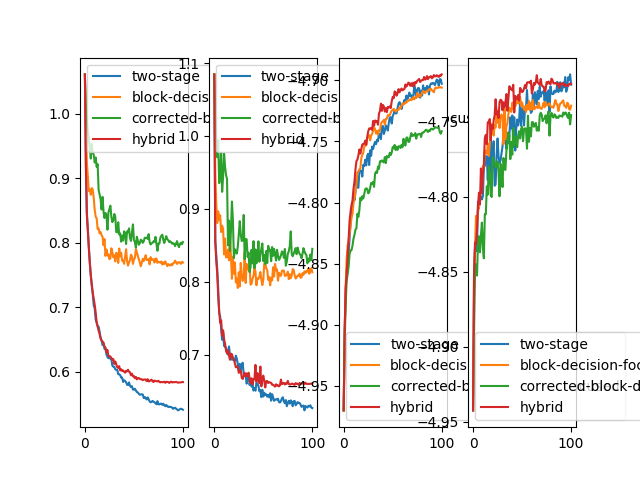 two-stage
block-decis
corrected-b
hybrid
1.0
0.9
0.8
0.7
0.6
0
100
two-stage
block-decis
corrected-b
hybrid
1.1
1.0
0.9
0.8
0.7
0
100
−4.70
−4.80
−4.85
−4.90
−4.95
two-stage
block-decis
corrected-b
hybrid
0
100
−4.75
−4.80
−4.85
−4.90
−4.95
two-stage
block-decision-foc
corrected-block-d
hybrid
0
100